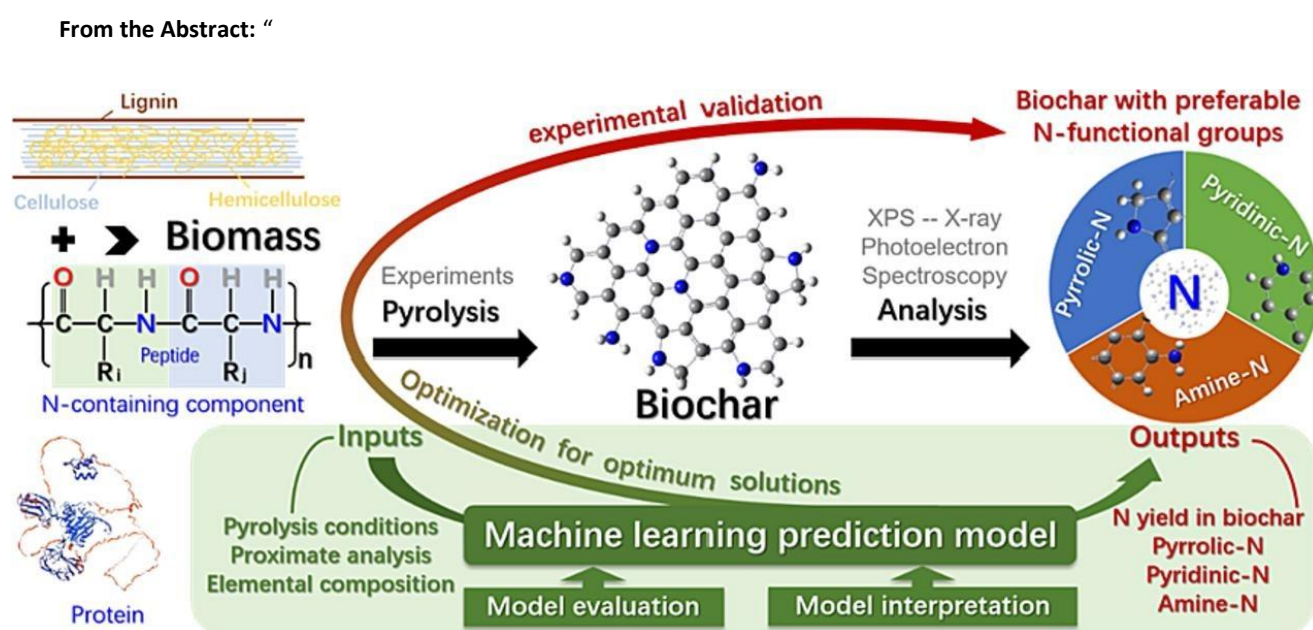 From the Abstract: “
Lignin
Cellulose
Hemicellulose
+
Biomass
O H H O H
C C N C C N
n
Peptide
Ri Rj
N-containing component
Protein
experimental validation
Experiments
Pyrolysis
Optimization for optimum solutions
Biochar
XPS -- X-ray
Photoelectron
Spectroscopy
Analysis
Biochar with preferable
N-functional groups
Pyrrolic-N
Pyridinic-N
N
Amine-N
Inputs
Pyrolysis conditions
Proximate analysis
Elemental composition
Machine learning prediction model
Model evaluation
Model interpretation
Outputs
N yield in biochar
Pyrrolic-N
Pyridinic-N
Amine-N